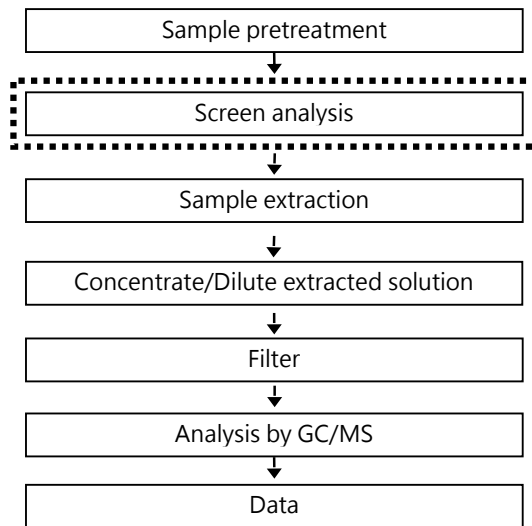 Sample pretreatment
Screen analysis
Sample extraction
Concentrate/Dilute extracted solution
Filter
Analysis by GC/MS
Data